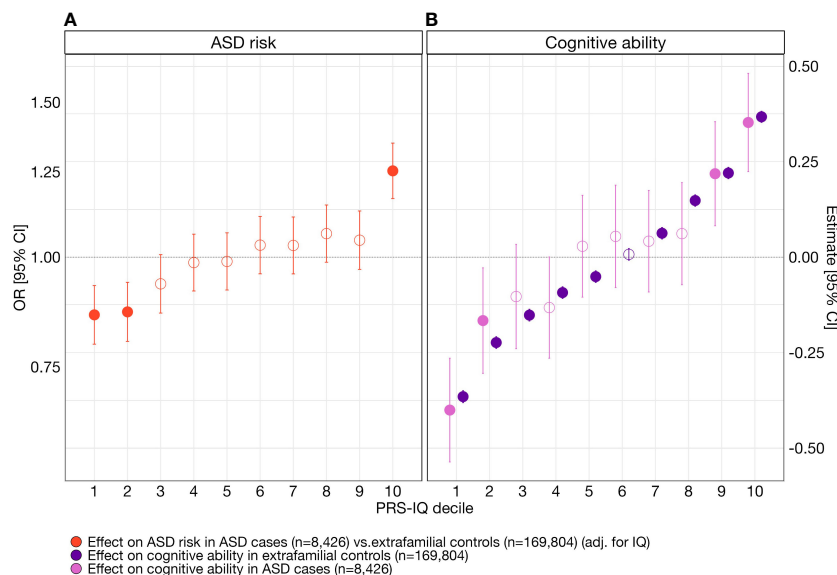 A
B
ASD risk
Cognitive ability
1.50
1.25
1.00
0.75
OR [95% CI]
0.50
0.25
0.00
-0.25
-0.50
Estimate [95% CI]
1 2 3 4 5 6 7 8 9 10
1 2 3 4 5 6 7 8 9 10
PRS-IQ decile
Effect on ASD risk in ASD cases (n=8,426) vs.extrafamilial controls (n=169,804) (adj. for IQ)
Effect on cognitive ability in extrafamilial controls (n=169,804)
Effect on cognitive ability in ASD cases (n=8,426)